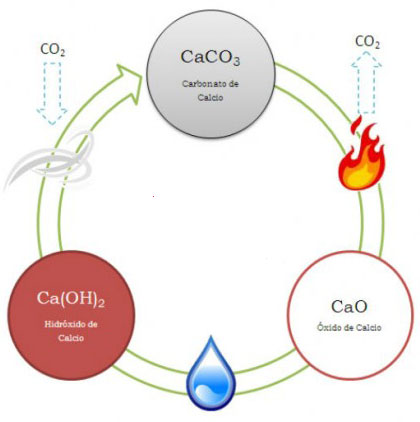 CO₂
CO₂
CaCO₃
Carbonato de
Calcio
Ca(OH)₂
Hidróxido de
Calcio
CaO
Óxido de Calcio